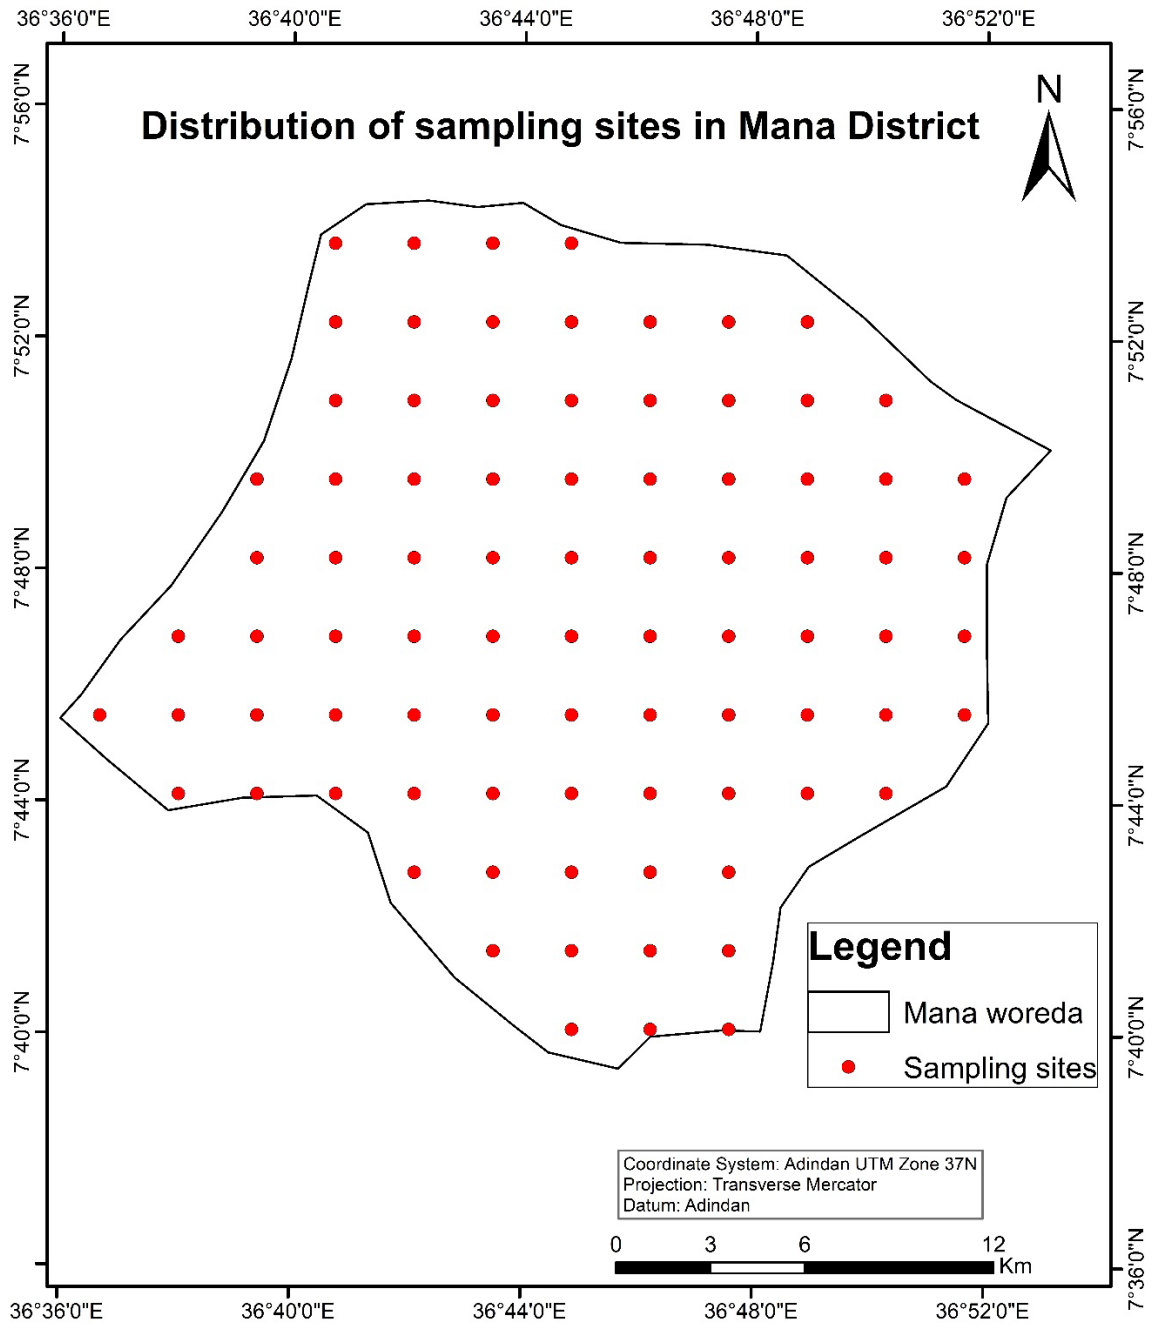 36°36'0"E 36°40'0"E 36°44'0"E 36°48'0"E 36°52'0"E
N
Distribution of sampling sites in Mana District
7°56'0"N 7°56'0"N
7°52'0"N 7°52'0"N
7°48'0"N 7°48'0"N
7°44'0"N 7°44'0"N
Legend
Mana woreda
7°40'0"N 7°40'0"N
Sampling sites
Coordinate System: Adindan UTM Zone 37N
Projection: Transverse Mercator
Datum: Adindan
0 3 6 12
Km
7°36'0"N
36°36'0"E 36°40'0"E 36°44'0"E 36°48'0"E 36°52'0"E